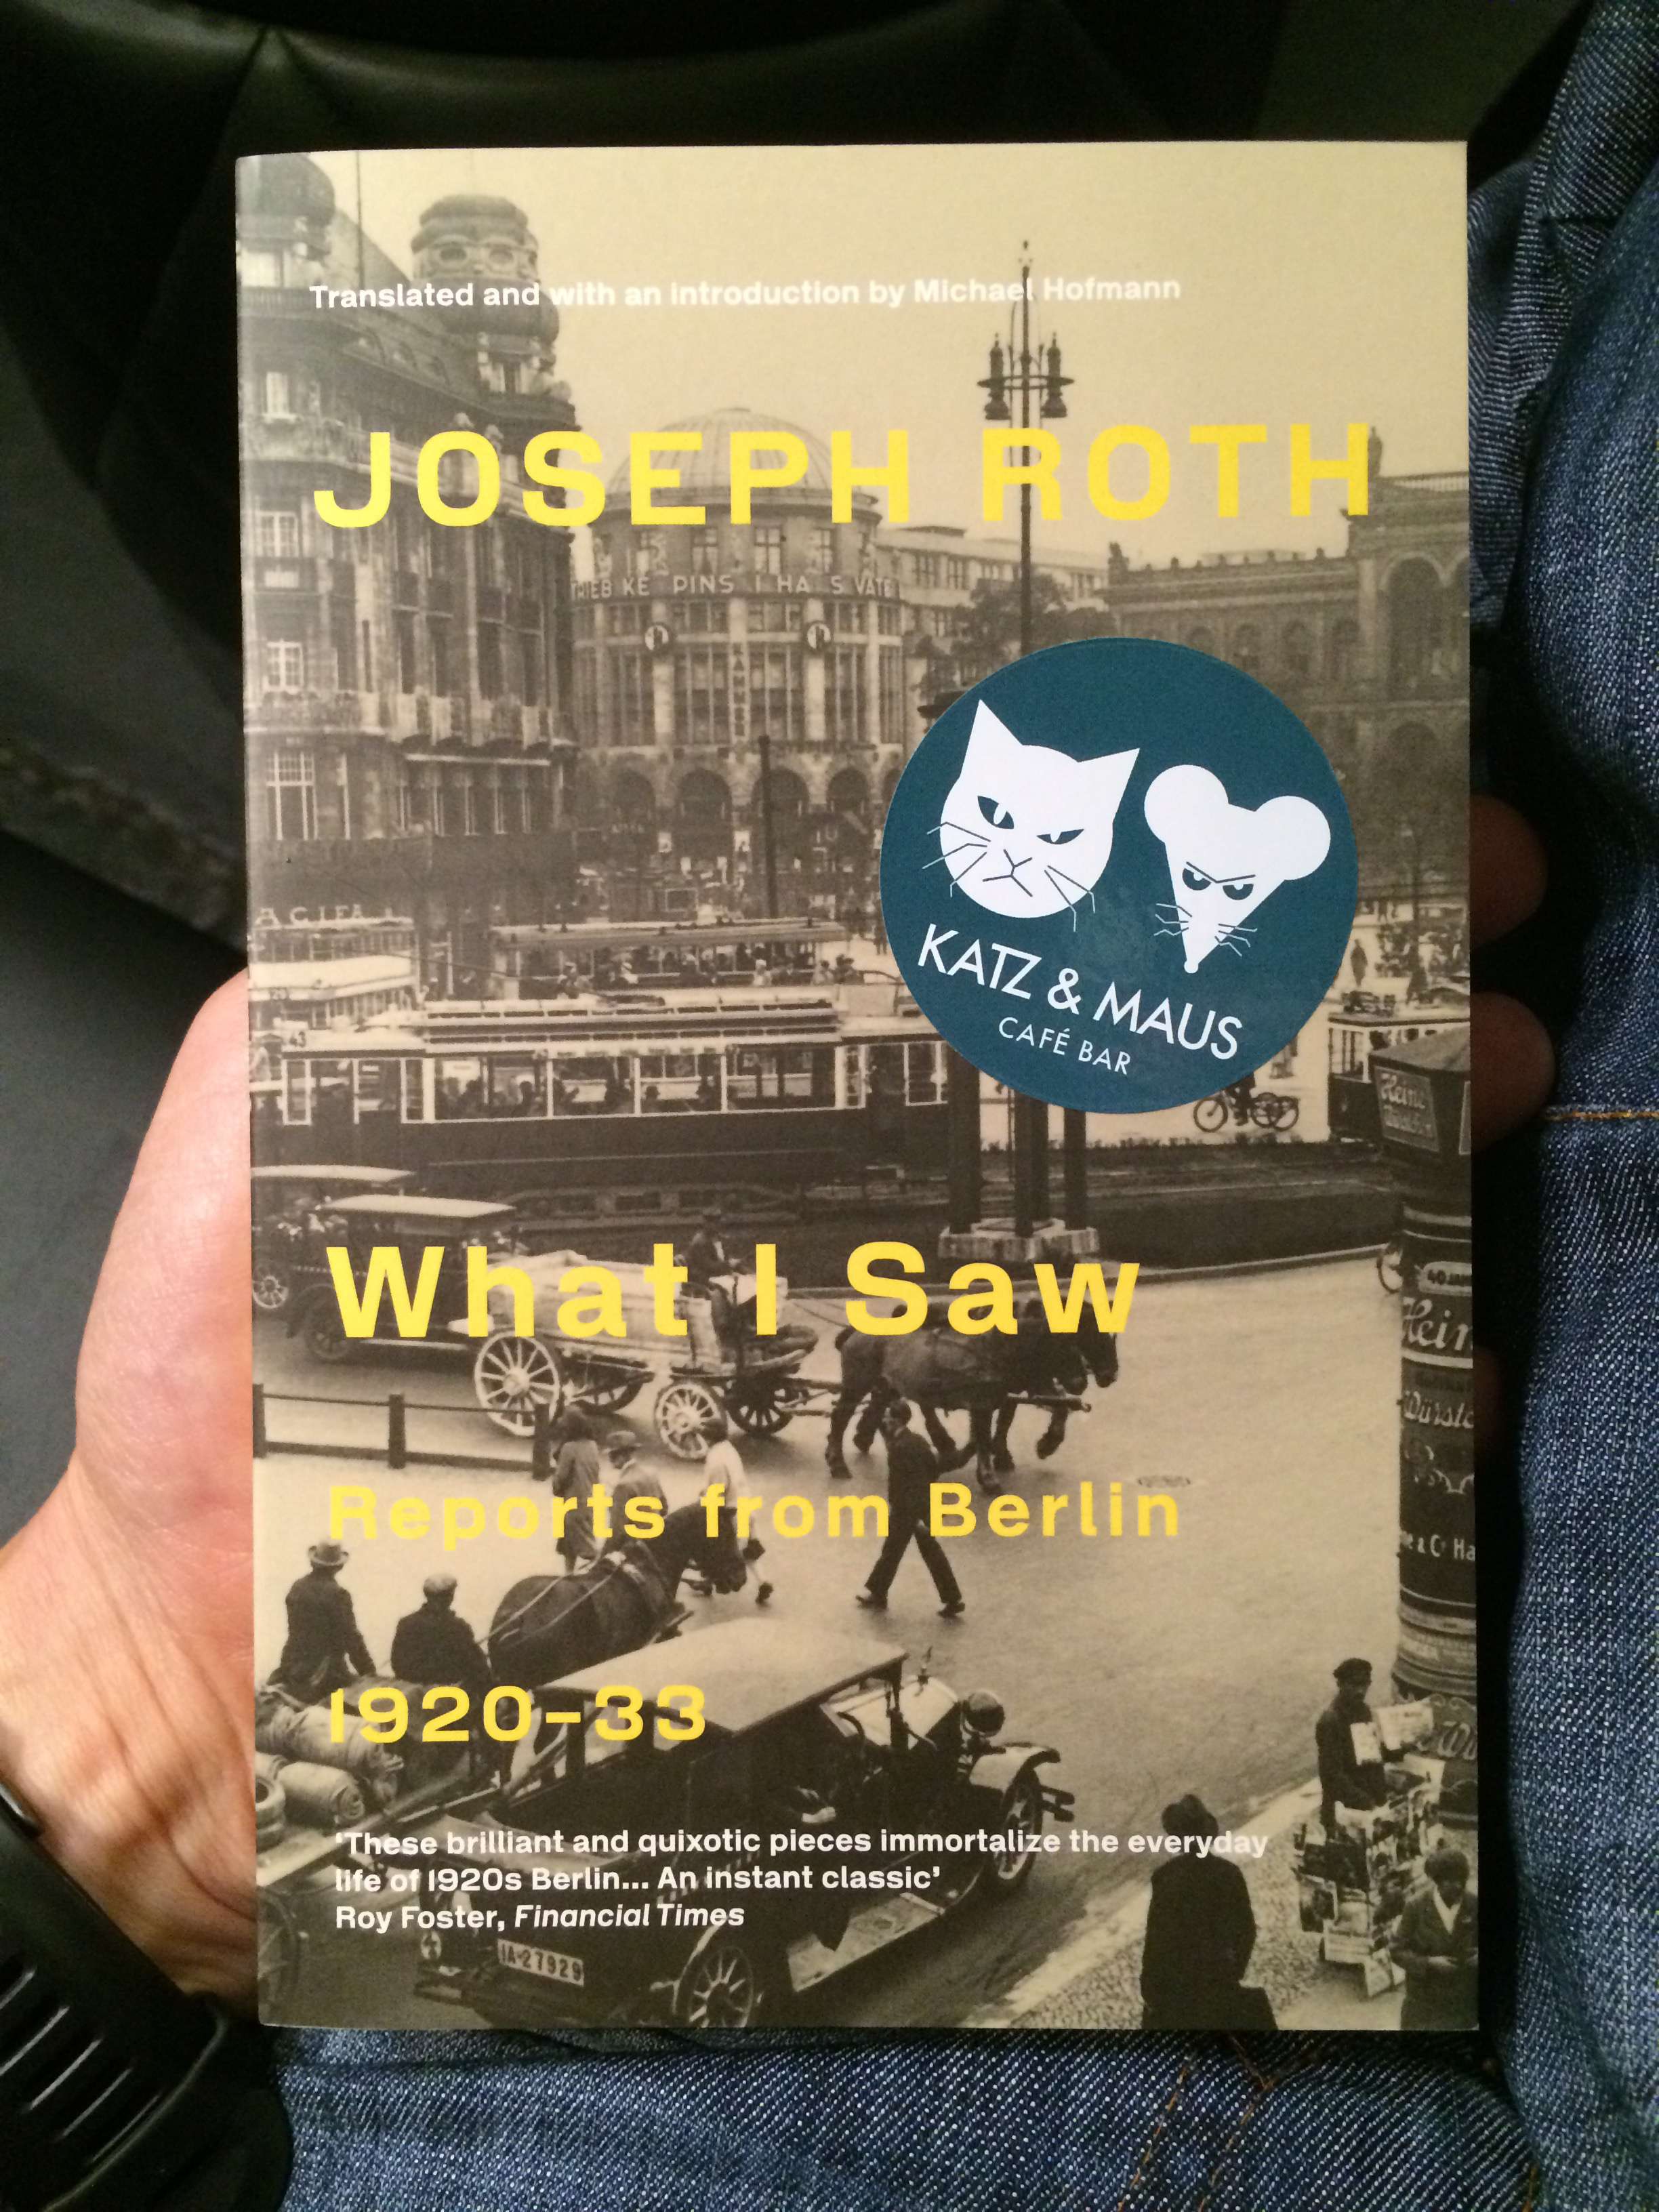 Translated and with an introduction by Michael Hofmann
JOSEPH ROTH
KATZ & MAUS
CAFÉ BAR
What I Saw
Reports from Berlin
1920-33
‘These brilliant and quixotic pieces immortalize the everyday
life of 1920s Berlin... An instant classic’
Roy Foster, Financial Times
IA-27929